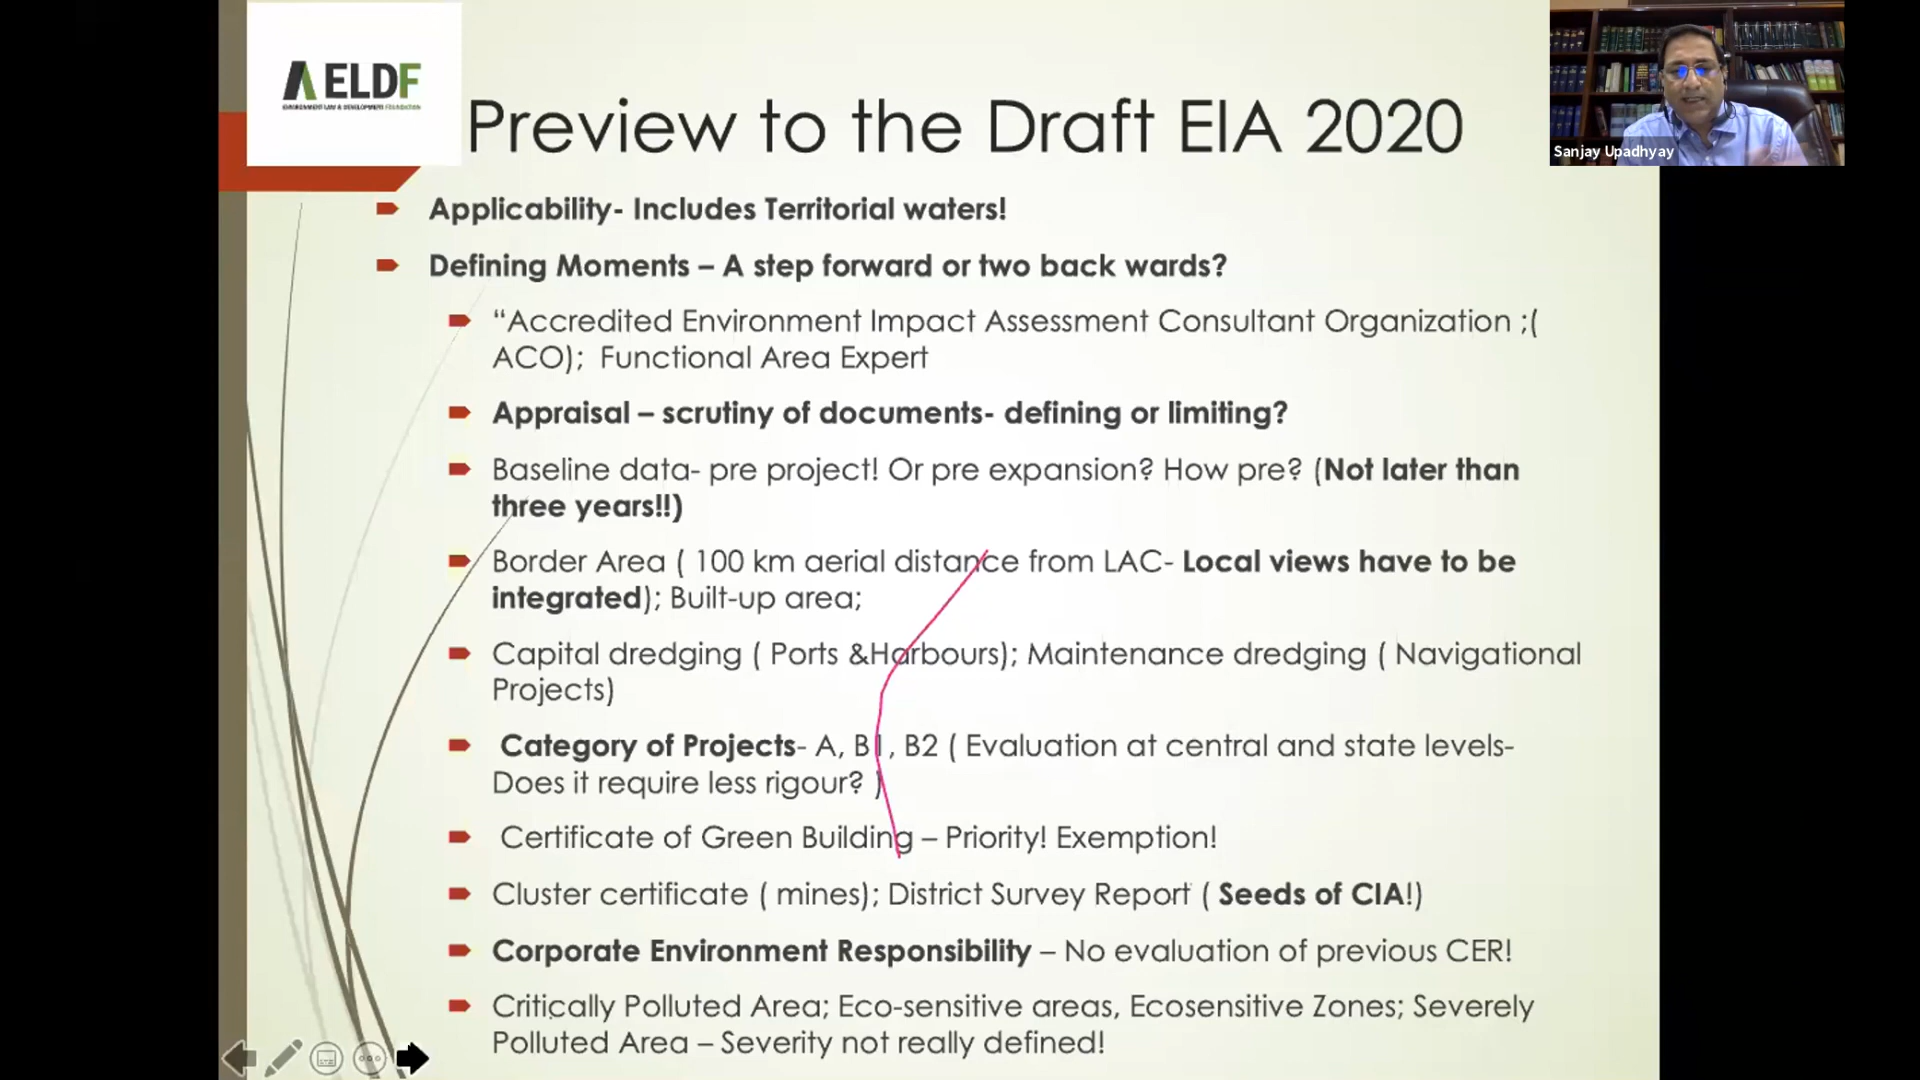 AELDF
ENVIRONMENT LAW & DEVELOPMENT FOUNDATION
Preview to the Draft EIA 2020
Sanjay Upadhyay
Applicability- Includes Territorial waters!
Defining Moments – A step forward or two back wards?
“Accredited Environment Impact Assessment Consultant Organization ;(
ACO); Functional Area Expert
Appraisal – scrutiny of documents- defining or limiting?
Baseline data- pre project! Or pre expansion? How pre? (Not later than
three years!!)
Border Area ( 100 km aerial distance from LAC- Local views have to be
integrated); Built-up area;
Capital dredging ( Ports &Harbours); Maintenance dredging ( Navigational
Projects)
Category of Projects- A, B1, B2 ( Evaluation at central and state levels-
Does it require less rigour? )
Certificate of Green Building – Priority! Exemption!
Cluster certificate ( mines); District Survey Report ( Seeds of CIA!)
Corporate Environment Responsibility – No evaluation of previous CER!
Critically Polluted Area; Eco-sensitive areas, Ecosensitive Zones; Severely
Polluted Area – Severity not really defined!